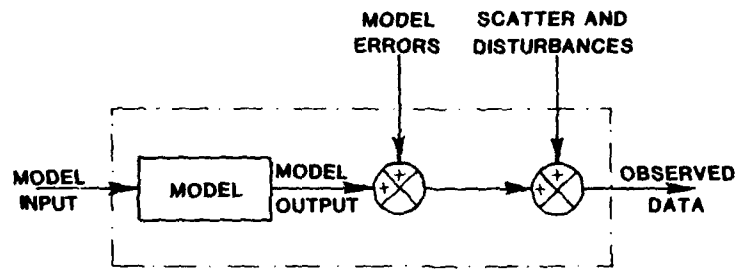 MODEL
ERRORS
SCATTER AND
DISTURBANCES
MODEL
INPUT
MODEL
MODEL
OUTPUT
+
+
+
+
OBSERVED
DATA